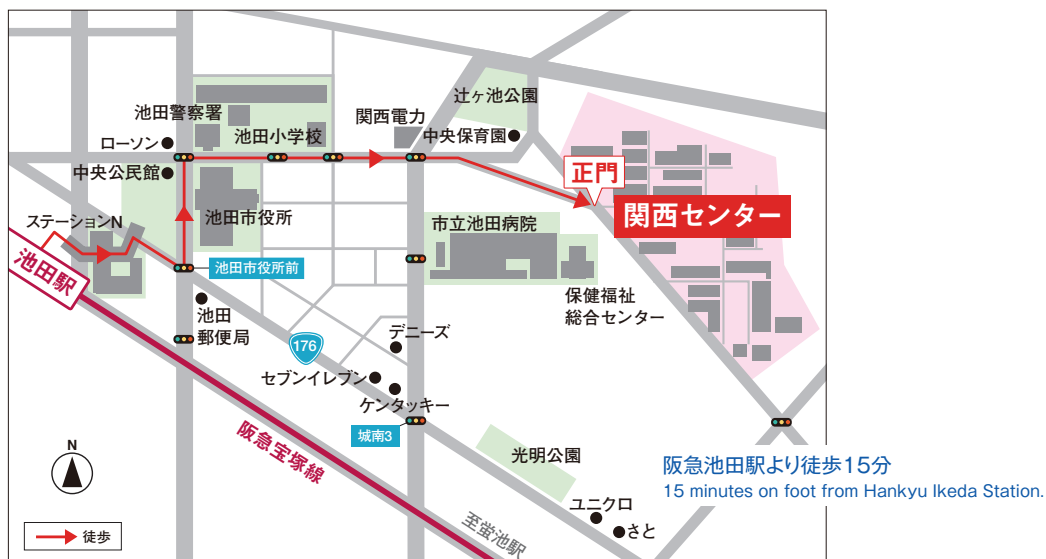 辻ヶ池公園
池田警察署
関西電力
ローソン
池田小学校
中央保育園
中央公民館
正門
関西センター
ステーションN
池田市役所
市立池田病院
池田駅
池田市役所前
保健福祉
総合センター
池田
郵便局
デニーズ
176
セブンイレブン
ケンタッキー
城南3
阪急宝塚線
光明公園
阪急池田駅より徒歩15分
15 minutes on foot from Hankyu Ikeda Station.
N
ユニクロ
さと
至蛍池駅
徒歩